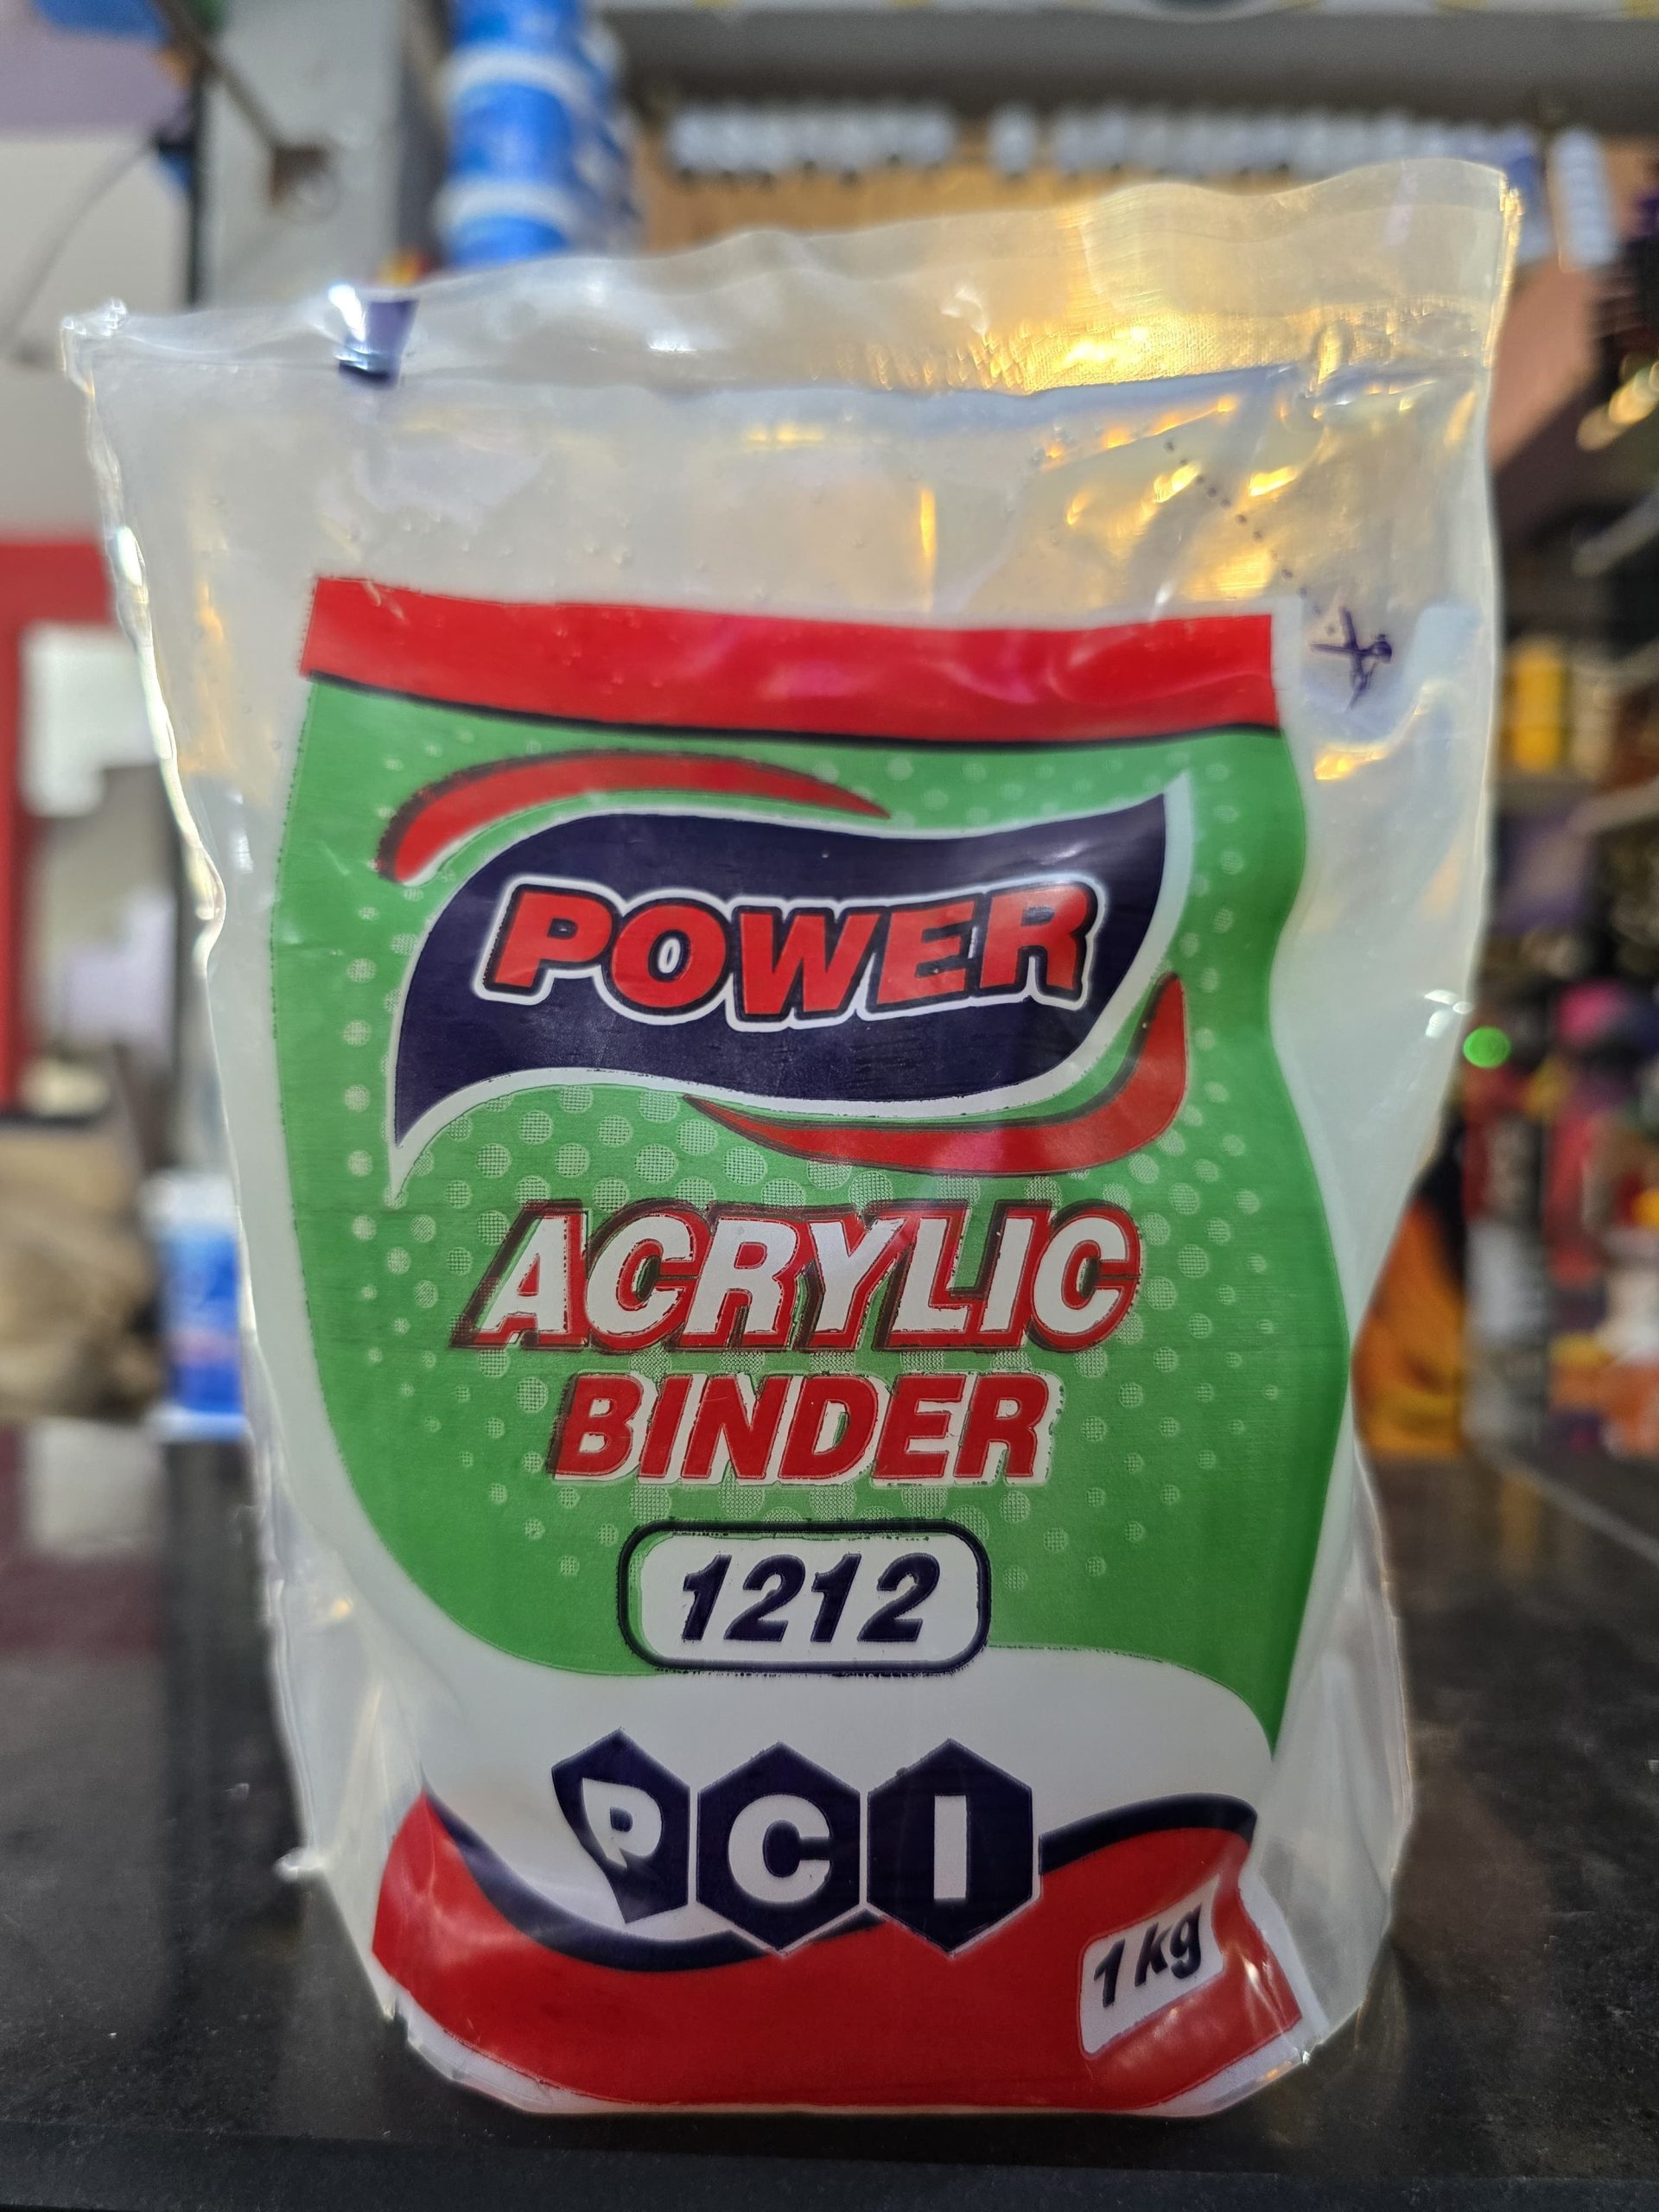 POWER
ACRYLIC
BINDER
1212
PCI
1 kg